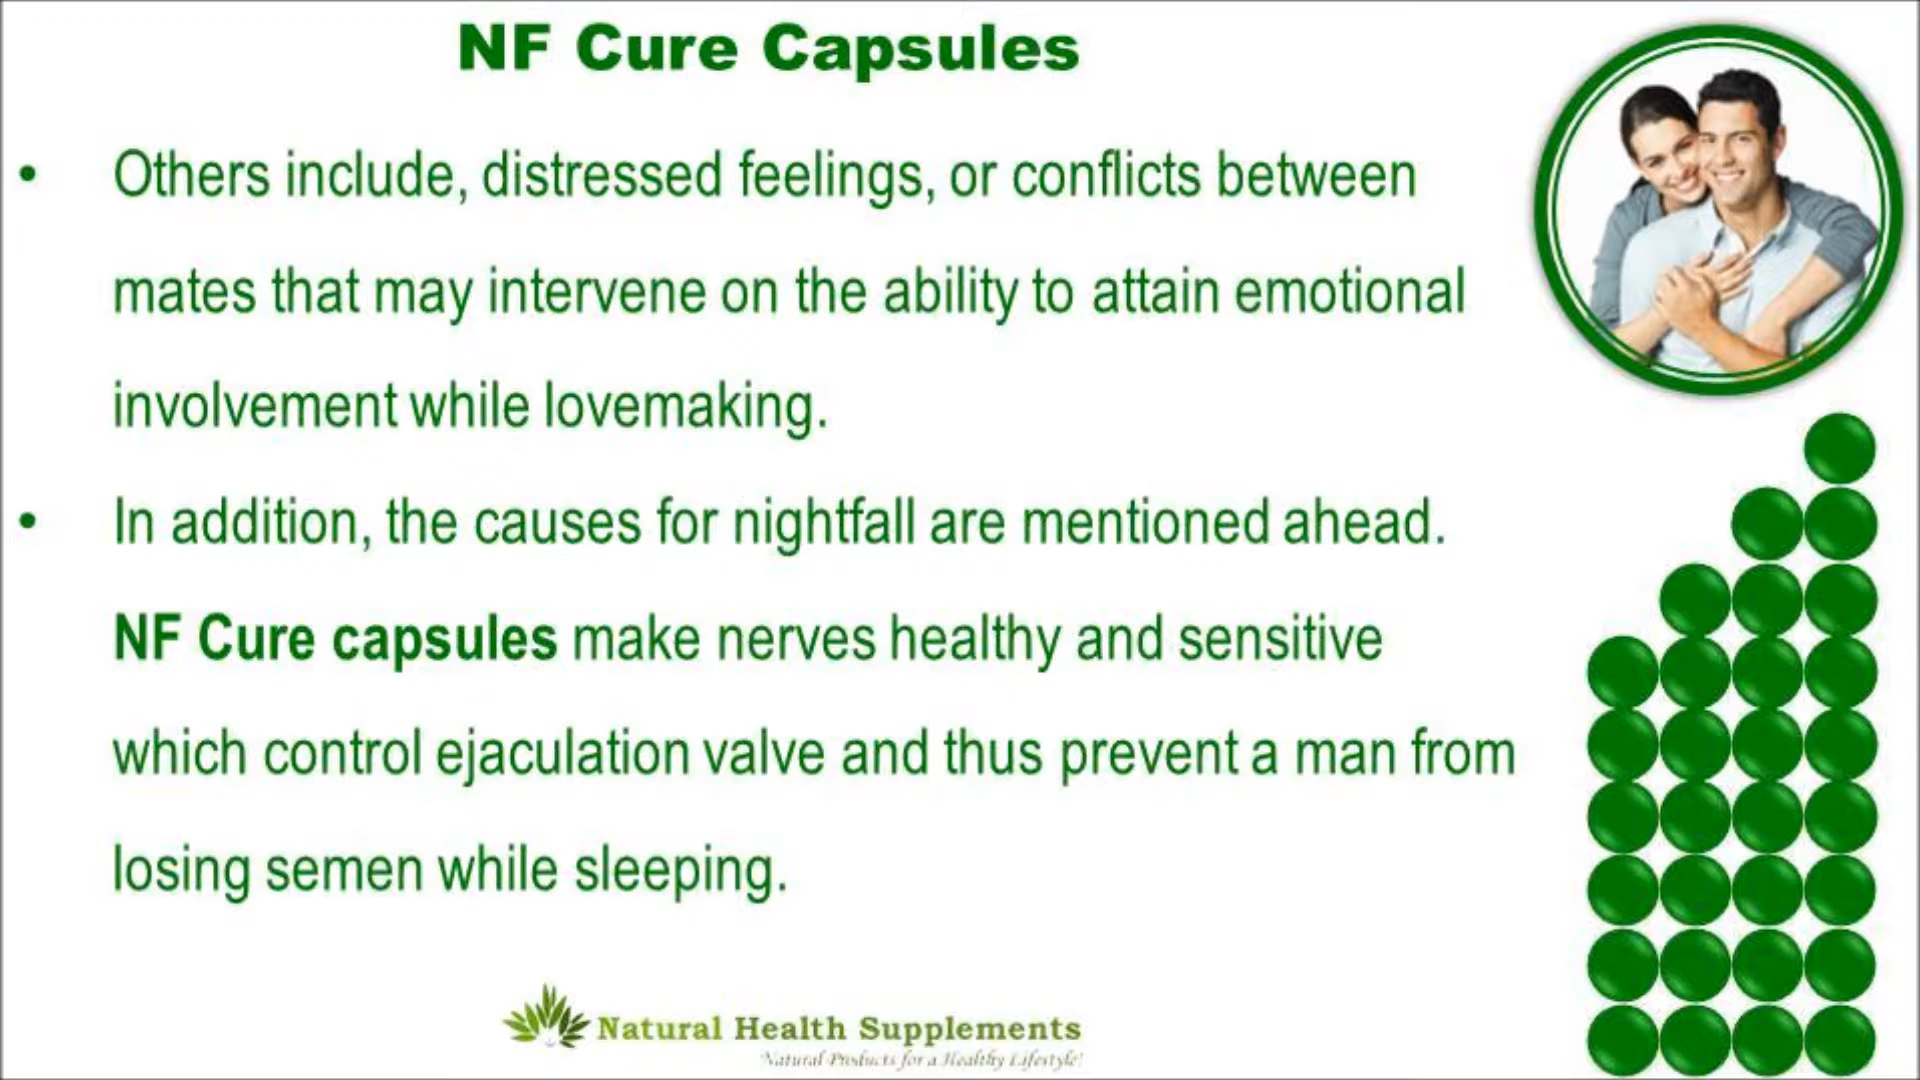 NF Cure Capsules
• Others include, distressed feelings, or conflicts between
mates that may intervene on the ability to attain emotional
involvement while lovemaking.
• In addition, the causes for nightfall are mentioned ahead.
NF Cure capsules make nerves healthy and sensitive
which control ejaculation valve and thus prevent a man from
losing semen while sleeping.
Natural Health Supplements
Natural Products for a Healthy Lifestyle!